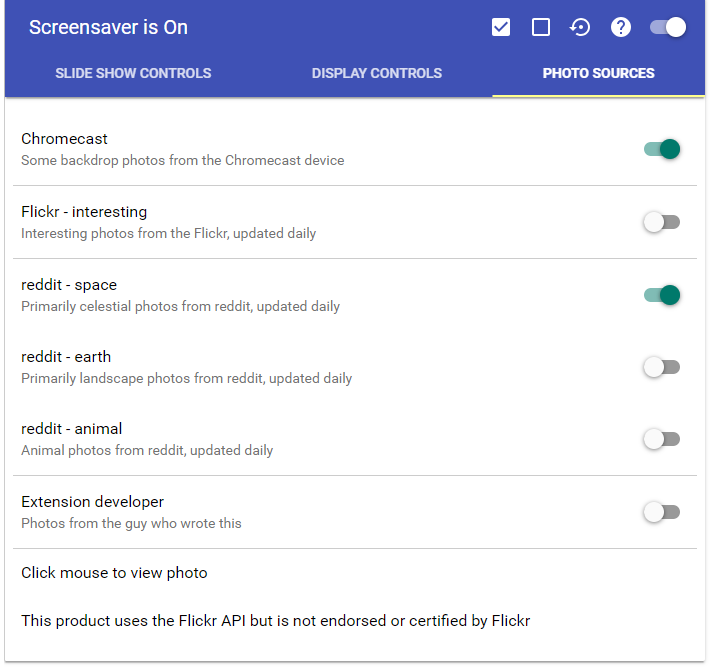 Screensaver is On
?
SLIDE SHOW CONTROLS
DISPLAY CONTROLS
PHOTO SOURCES
Chromecast
Some backdrop photos from the Chromecast device
Flickr - interesting
Interesting photos from the Flickr, updated daily
reddit - space
Primarily celestial photos from reddit, updated daily
reddit - earth
Primarily landscape photos from reddit, updated daily
reddit - animal
Animal photos from reddit, updated daily
Extension developer
Photos from the guy who wrote this
Click mouse to view photo
This product uses the Flickr API but is not endorsed or certified by Flickr